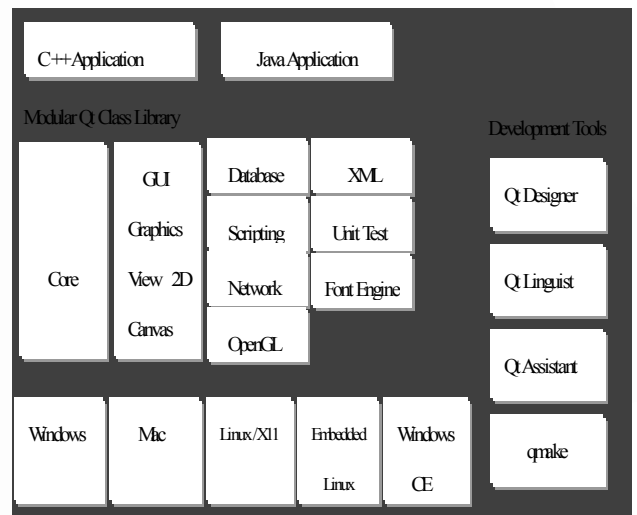 C++ Application
Java Application
Modular Qt Class Library
Development Tools
Core
GUI
Graphics
View 2D
Canvas
Database
XML
Scripting
Unit Test
Network
Font Engine
OpenGL
Qt Designer
Qt Linguist
Qt Assistant
qmake
Windows
Mac
Linux/X11
Embedded
Linux
Windows
CE